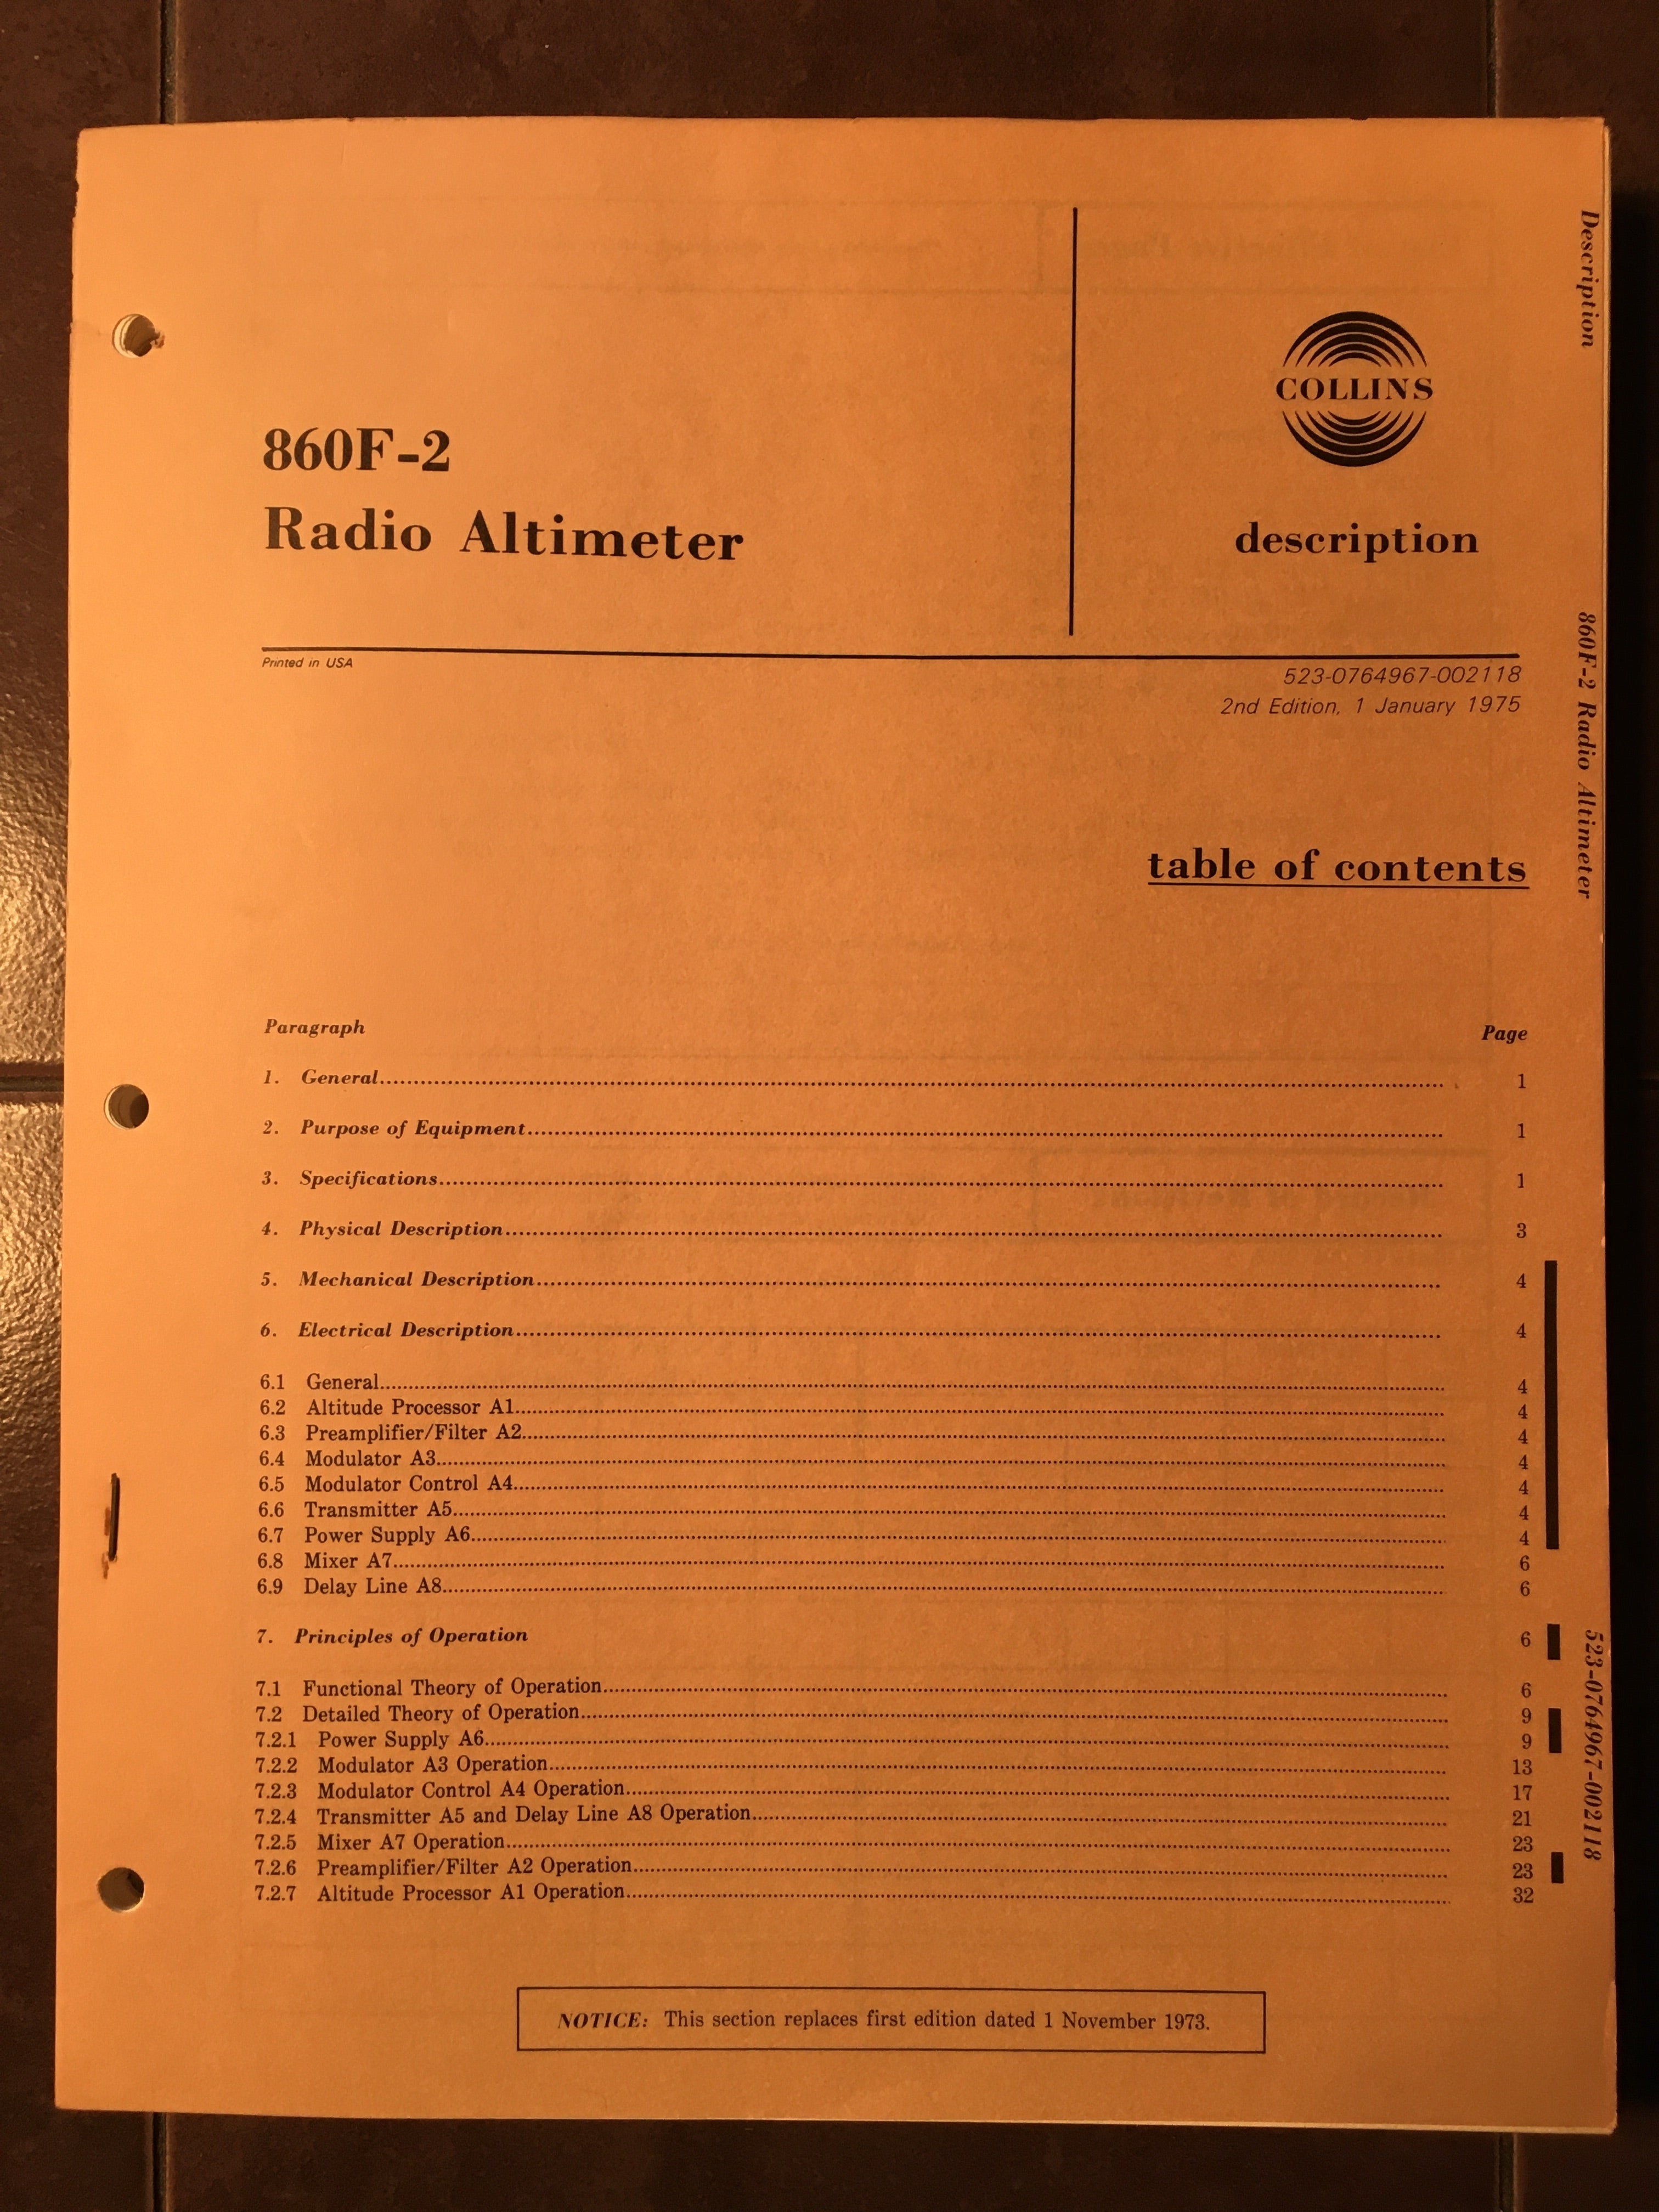 860F-2
Radio Altimeter
COLLINS
description
Printed in USA
523-0764967-002118
2nd Edition, 1 January 1975
table of contents
Paragraph Page
1. General 1
2. Purpose of Equipment 1
3. Specifications 1
4. Physical Description 3
5. Mechanical Description 4
6. Electrical Description 4
6.1 General 4
6.2 Altitude Processor A1 4
6.3 Preamplifier/Filter A2 4
6.4 Modulator A3 4
6.5 Modulator Control A4 4
6.6 Transmitter A5 4
6.7 Power Supply A6 4
6.8 Mixer A7 6
6.9 Delay Line A8 6
7. Principles of Operation 6
7.1 Functional Theory of Operation 6
7.2 Detailed Theory of Operation 9
7.2.1 Power Supply A6 9
7.2.2 Modulator A3 Operation 13
7.2.3 Modulator Control A4 Operation 17
7.2.4 Transmitter A5 and Delay Line A8 Operation 21
7.2.5 Mixer A7 Operation 23
7.2.6 Preamplifier/Filter A2 Operation 23
7.2.7 Altitude Processor A1 Operation 32
NOTICE: This section replaces first edition dated 1 November 1973.
Description
860F-2 Radio Altimeter
523-0764967-002118